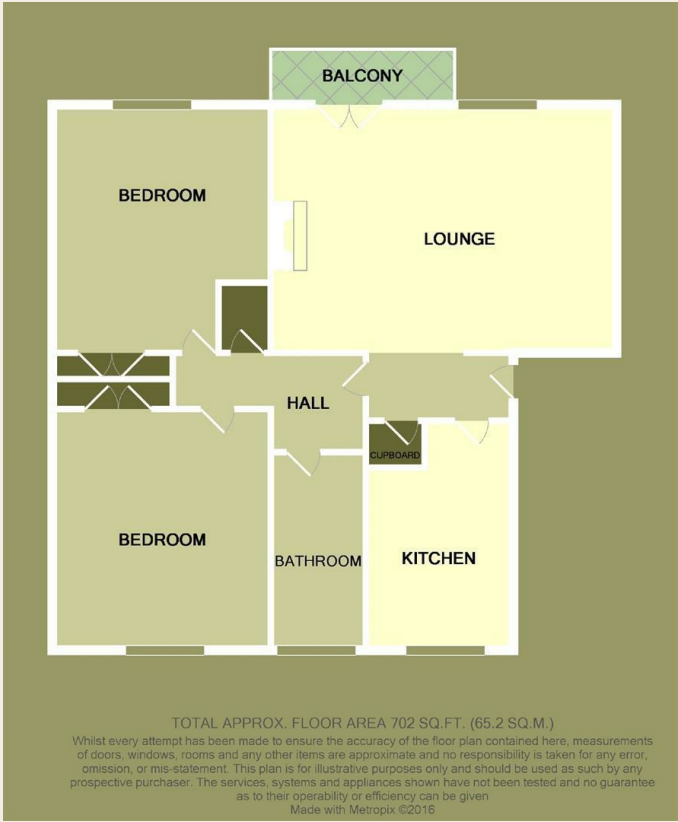 BALCONY
BEDROOM
LOUNGE
HALL
CUPBOARD
BEDROOM
BATHROOM
KITCHEN
TOTAL APPROX. FLOOR AREA 702 SQ.FT. (65.2 SQ.M.)
Whilst every attempt has been made to ensure the accuracy of the floor plan contained here, measurements
of doors, windows, rooms and any other items are approximate and no responsibility is taken for any error,
omission, or mis-statement. This plan is for illustrative purposes only and should be used as such by any
prospective purchaser. The services, systems and appliances shown have not been tested and no guarantee
as to their operability or efficiency can be given
Made with Metropix ©2016